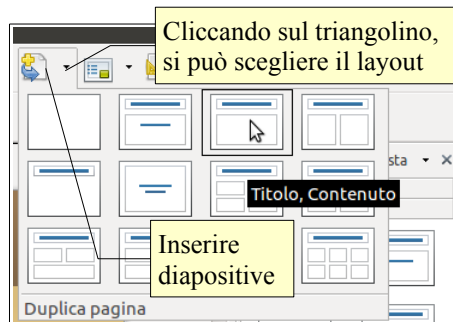 Cliccando sul triangolino,
si può scegliere il layout
sta
Titolo, Contenuto
Inserire
diapositive
Duplica pagina